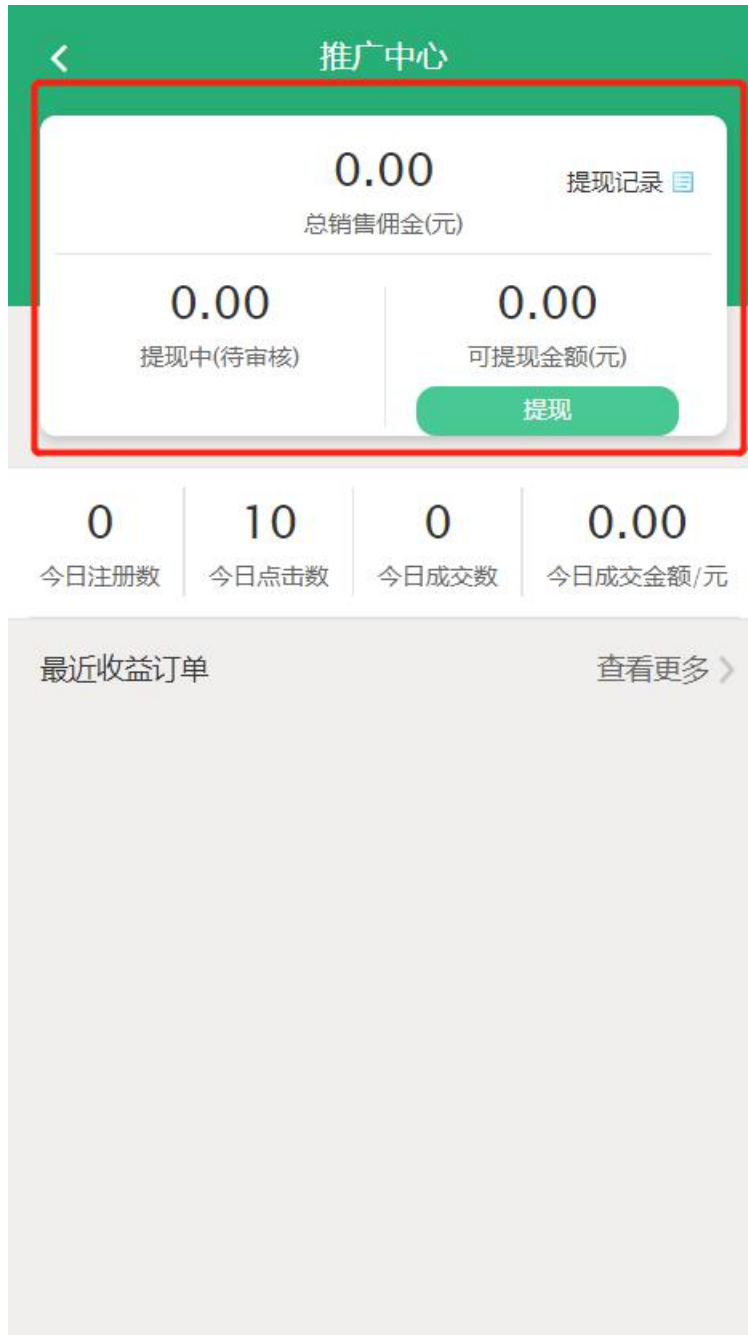 推广中心
0.00
提现记录
总销售佣金(元)
0.00 0.00
提现中(待审核) 可提现金额(元)
提现
0 10 0 0.00
今日注册数 今日点击数 今日成交数 今日成交金额/元
最近收益订单 查看更多